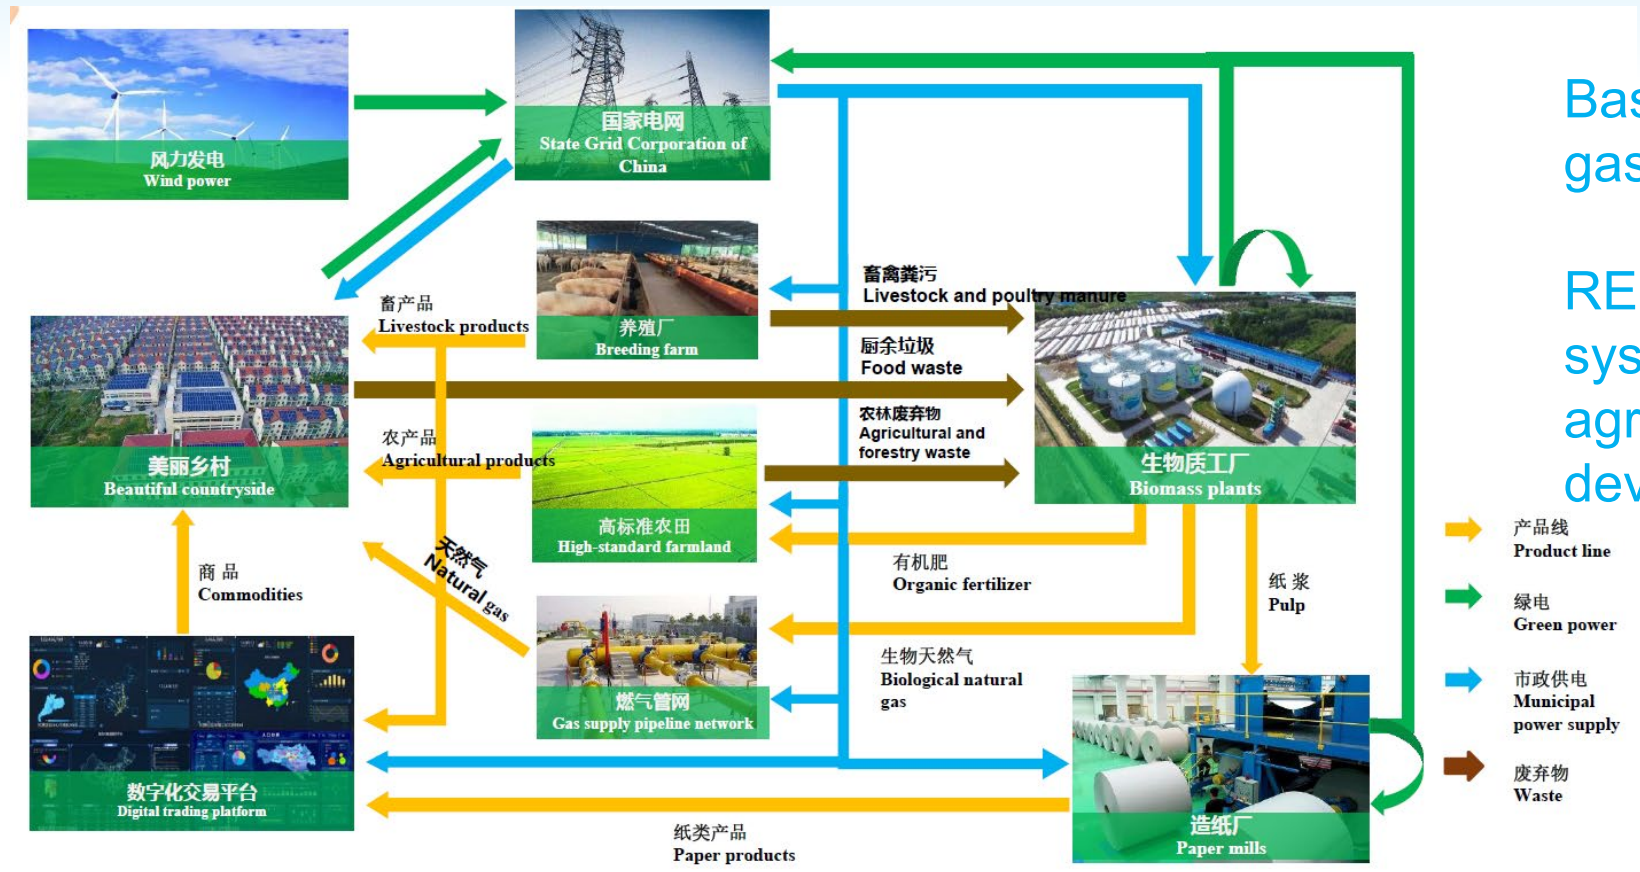 风力发电
Wind power
国家电网
State Grid Corporation of
China
Bas
gas
RE
sys
agr
dev
畜禽粪污
Livestock and poultry manure
畜产品
Livestock products
养殖厂
Breeding farm
厨余垃圾
Food waste
农林废弃物
Agricultural and
forestry waste
农产品
Agricultural products
美丽乡村
Beautiful countryside
生物质工厂
Biomass plants
高标准农田
High-standard farmland
天然气
Natural gas
有机肥
Organic fertilizer
商 品
Commodities
纸 浆
Pulp
产品线
Product line
绿电
Green power
市政供电
Municipal
power supply
废弃物
Waste
生物天然气
Biological natural
gas
燃气管网
Gas supply pipeline network
数字化交易平台
Digital trading platform
造纸厂
Paper mills
纸类产品
Paper products